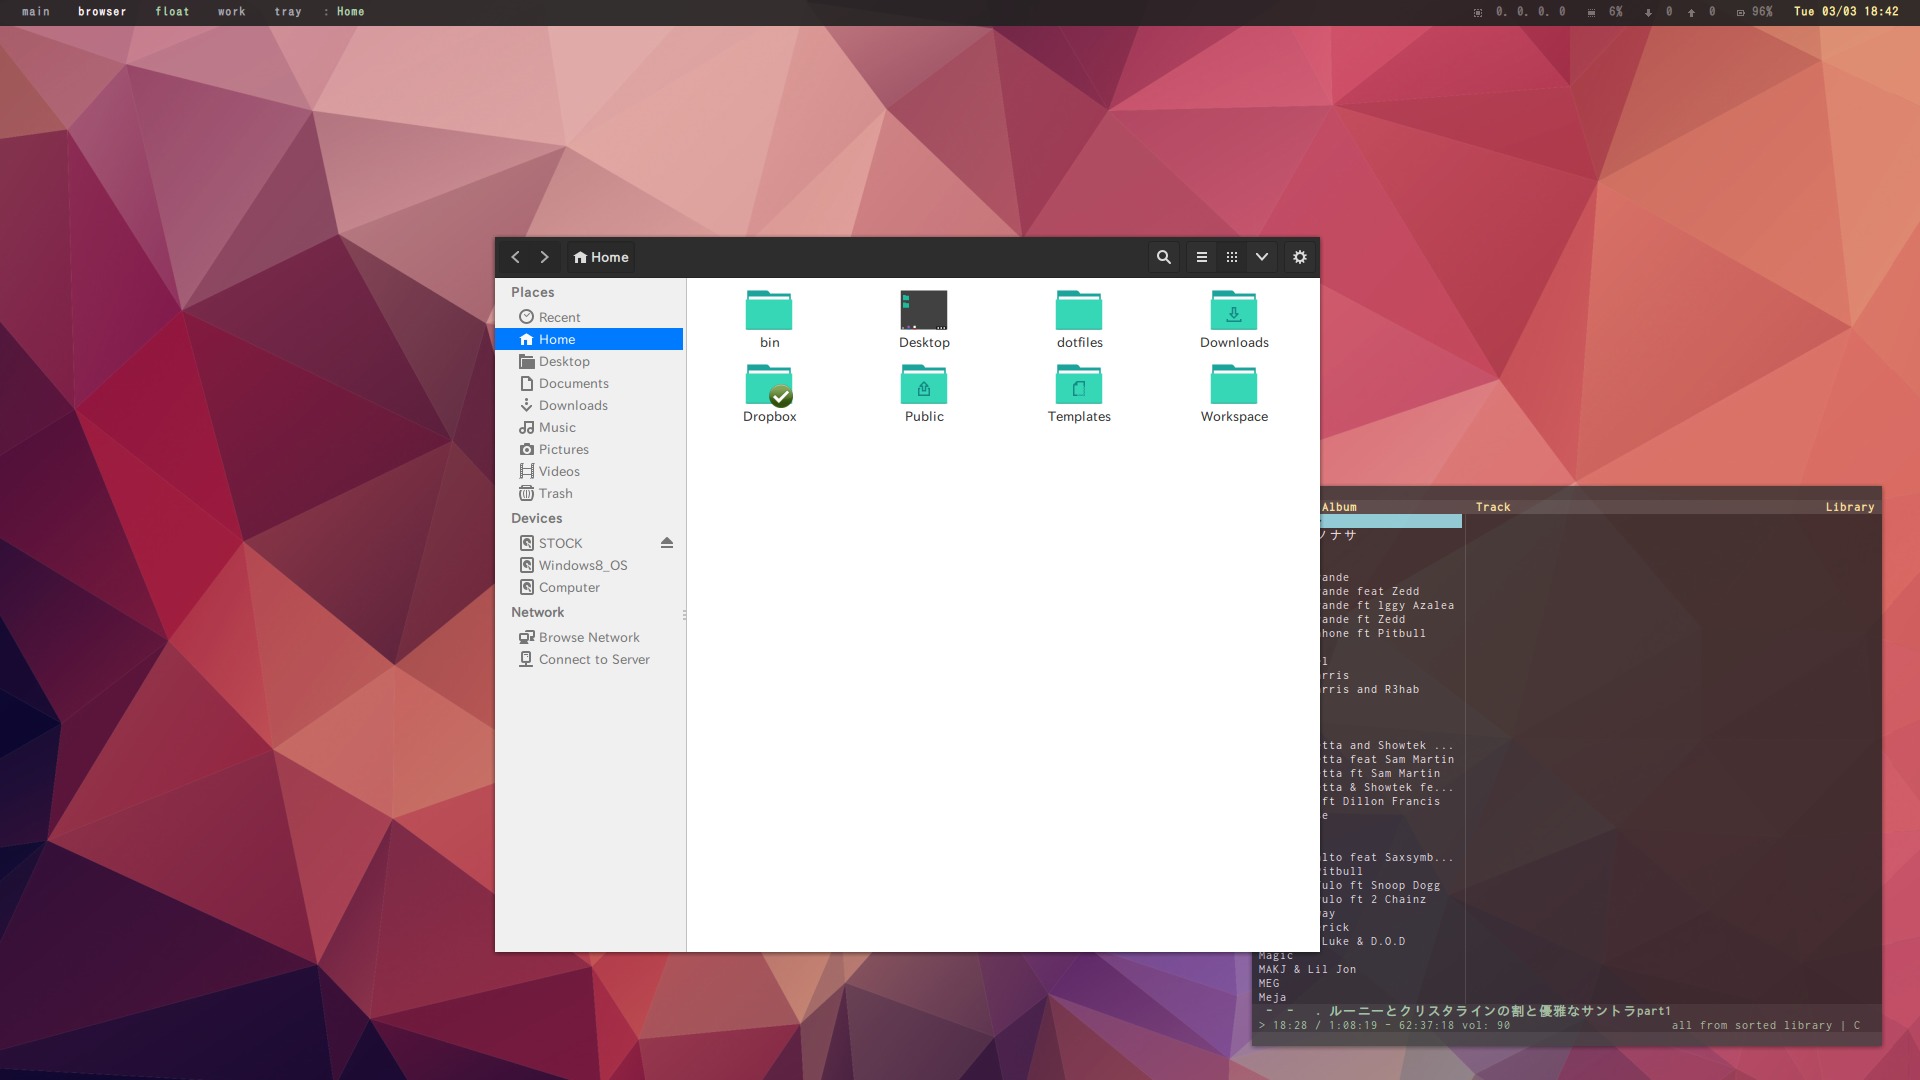 main browser float work tray : Home
0. 0. 0. 0 6% 0 0 96% Tue 03/03 18:42
Home
Places
Recent
Home
Desktop
Documents
Downloads
Music
Pictures
Videos
Trash
Devices
STOCK
Windows8_OS
Computer
Network
Browse Network
Connect to Server
bin Desktop dotfiles Downloads
Dropbox Public Templates Workspace
Album Track Library
ノナサ
ande
ande feat Zedd
ande ft Iggy Azalea
ande ft Zedd
hone ft Pitbull
l
rris
rris and R3hab
tta and Showtek ...
tta feat Sam Martin
tta ft Sam Martin
tta & Showtek fe...
ft Dillon Francis
e
lto feat Saxsymb...
itbull
ulo ft Snoop Dogg
ulo ft 2 Chainz
ay
rick
Luke & D.O.D
Magic
MAKJ & Lil Jon
MEG
Meja
- - . ルーニーとクリスタラインの割と優雅なサントラpart1
> 18:28 / 1:08:19 - 62:37:18 vol: 90 all from sorted library | C